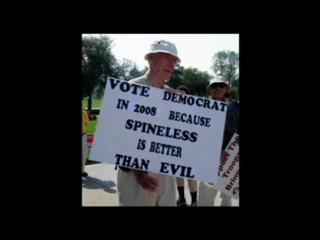 VOTE DEMOCRAT
IN 2008 BECAUSE
SPINELESS
IS BETTER
THAN EVIL